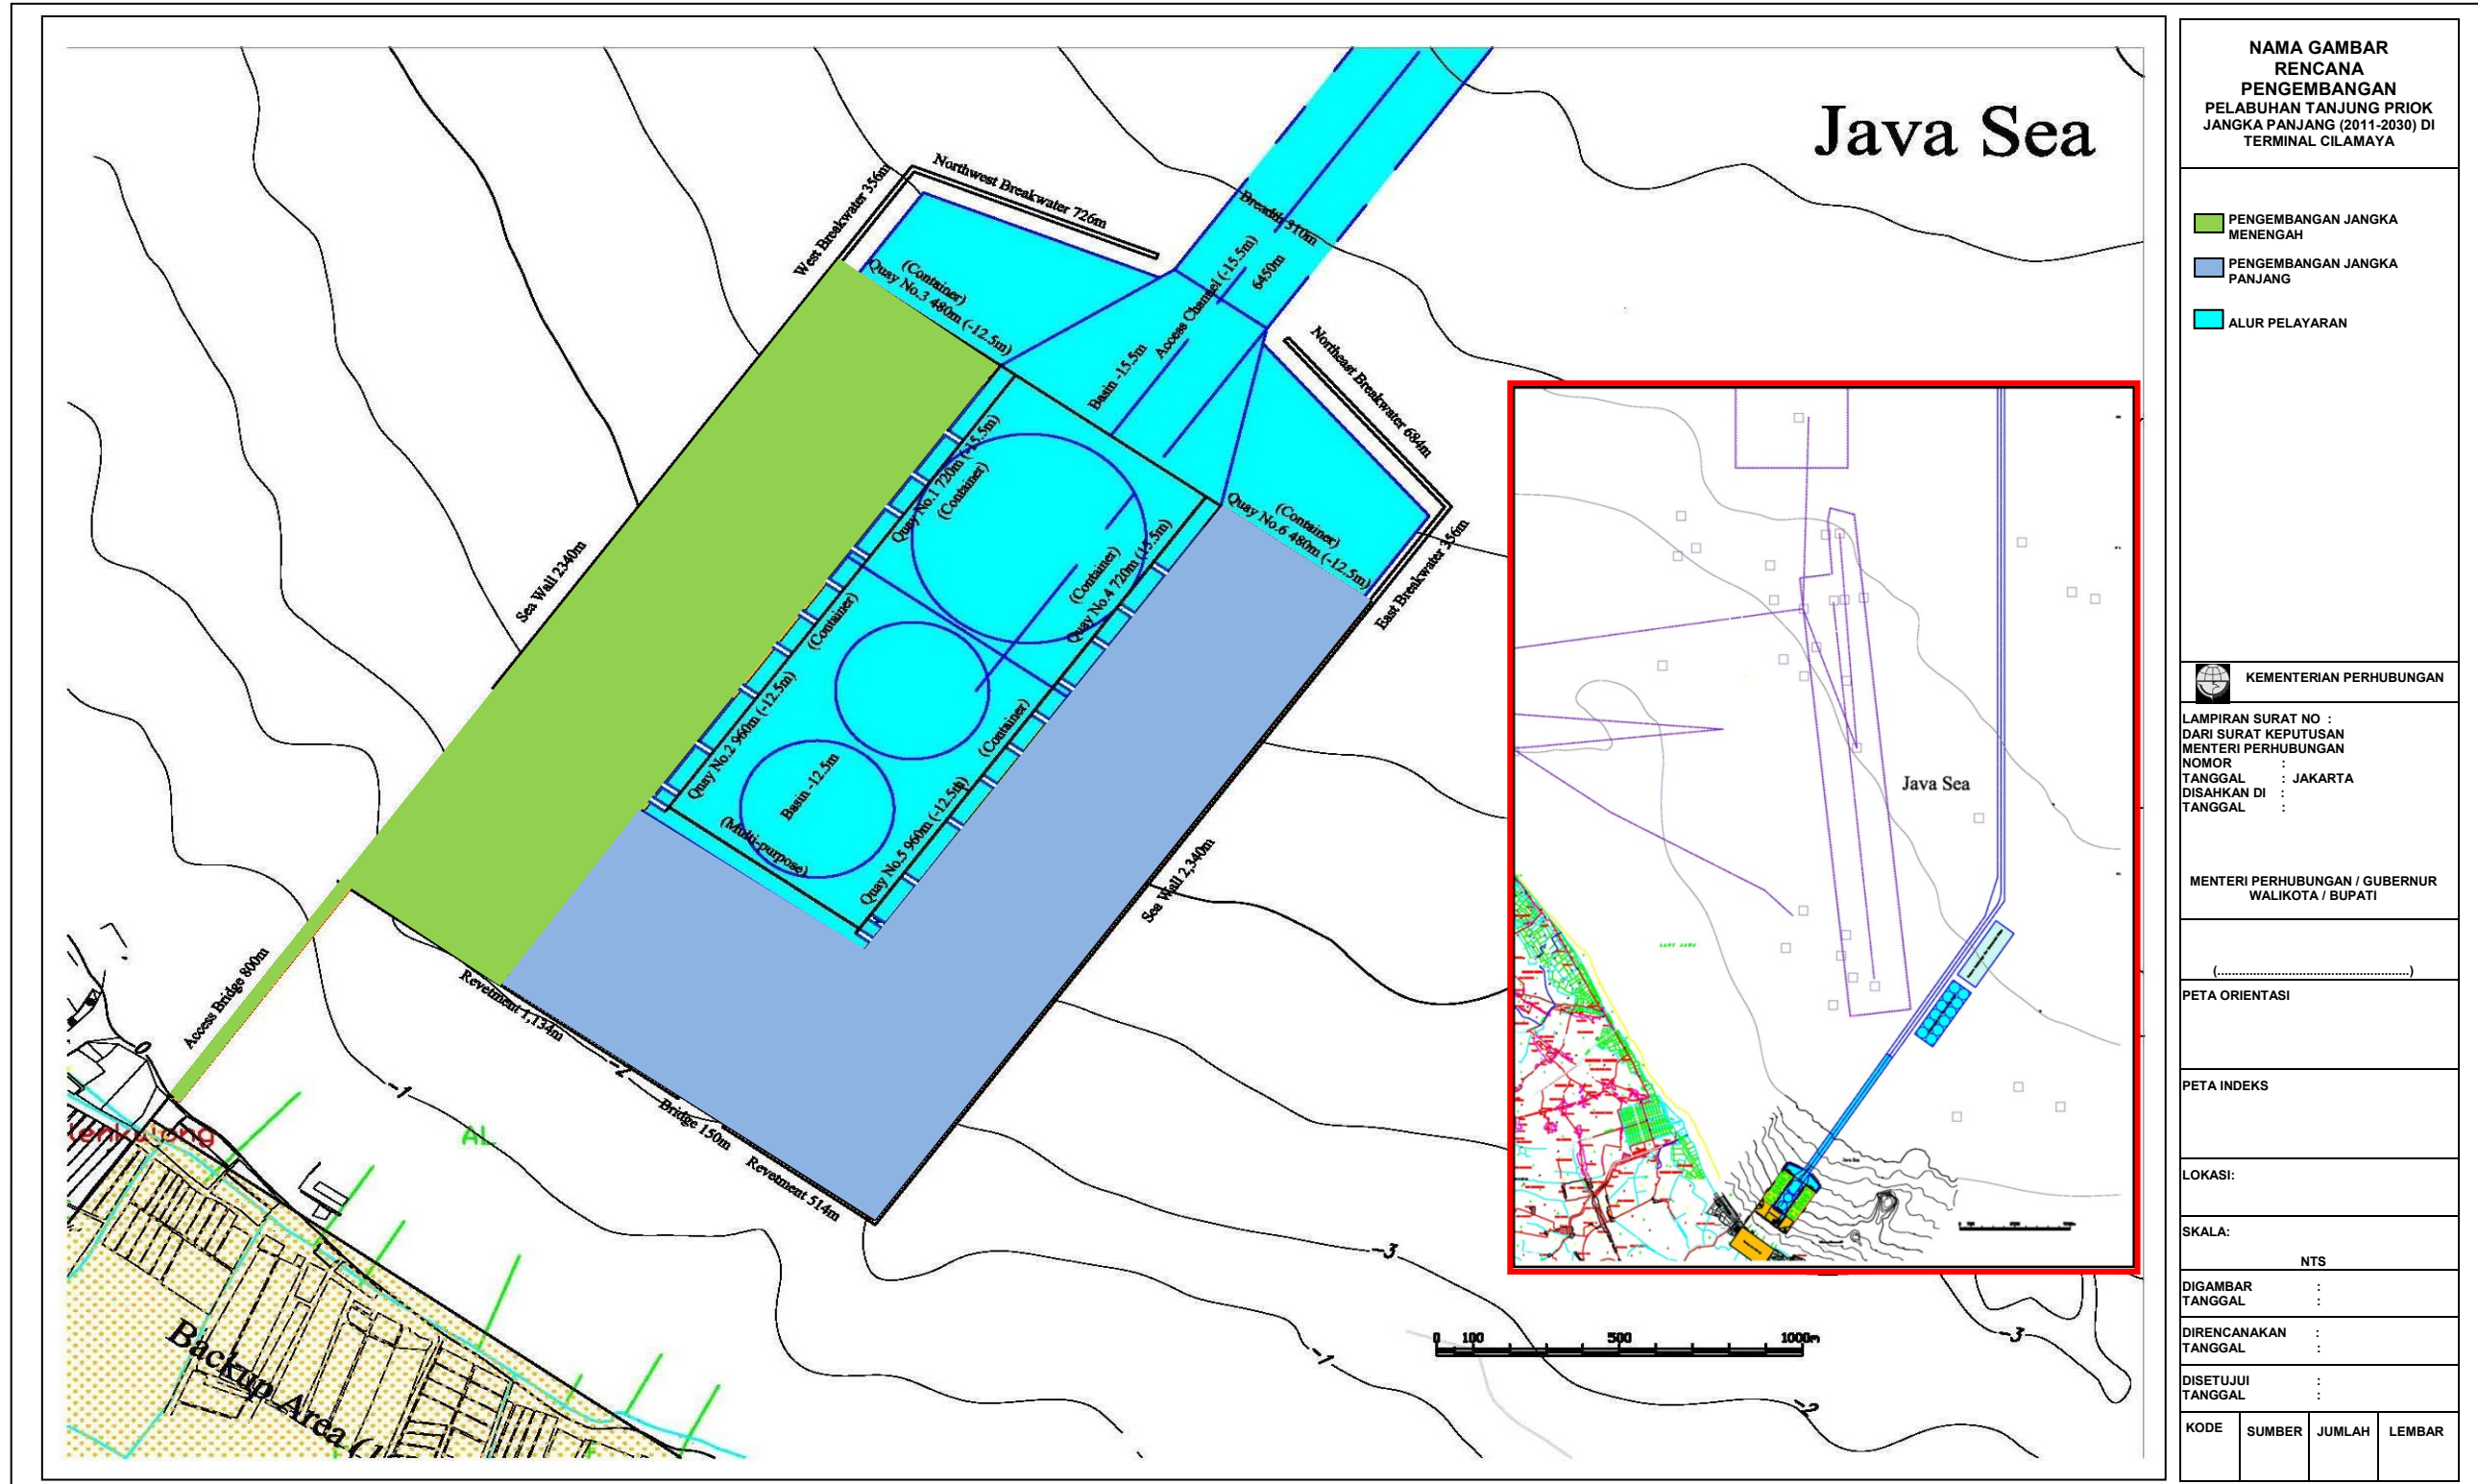 Java Sea
West Breakwater 356m
Northwest Breakwater 726m
(Container)
Quay No.3 480m (-12.5m)
Breadth 310m
Access Channel (-15.5m)
6450m
Basin -15.5m
Northeast Breakwater 684m
(Container)
Quay No.6 480m (-12.5m)
East Breakwater 356m
Quay No.1 720m (-15.5m)
(Container)
(Container)
Quay No.4 720m (15.5m)
Sea Wall 2340m
(Container)
Quay No.2 960m (-12.5m)
(Container)
Quay No.5 960m (-12.5m)
Basin -12.5m
(Multi-purpose)
Sea Wall 2,340m
Access Bridge 800m
Revetment 1,134m
Bridge 150m
Revetment 514m
0
-1
-2
-3
-1
-2
-3
AL
Backup Area (1
0 100 500 1000m
Java Sea
NAMA GAMBAR
RENCANA
PENGEMBANGAN
PELABUHAN TANJUNG PRIOK
JANGKA PANJANG (2011-2030) DI
TERMINAL CILAMAYA
PENGEMBANGAN JANGKA
MENENGAH
PENGEMBANGAN JANGKA
PANJANG
ALUR PELAYARAN
KEMENTERIAN PERHUBUNGAN
LAMPIRAN SURAT NO :
DARI SURAT KEPUTUSAN
MENTERI PERHUBUNGAN
NOMOR :
TANGGAL : JAKARTA
DISAHKAN DI :
TANGGAL :
MENTERI PERHUBUNGAN / GUBERNUR
WALIKOTA / BUPATI
(......................................................)
PETA ORIENTASI
PETA INDEKS
LOKASI:
SKALA:
NTS
DIGAMBAR :
TANGGAL :
DIRENCANAKAN :
TANGGAL :
DISETUJUI :
TANGGAL :
KODE SUMBER JUMLAH LEMBAR